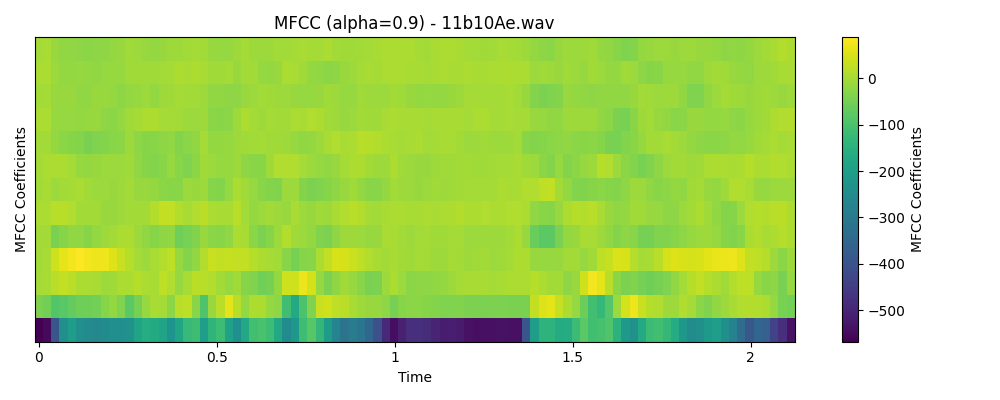 MFCC (alpha=0.9) - 11b10Ae.wav
MFCC Coefficients
0
0.5
1
1.5
2
Time
0
−100
−200
−300
−400
−500
MFCC Coefficients